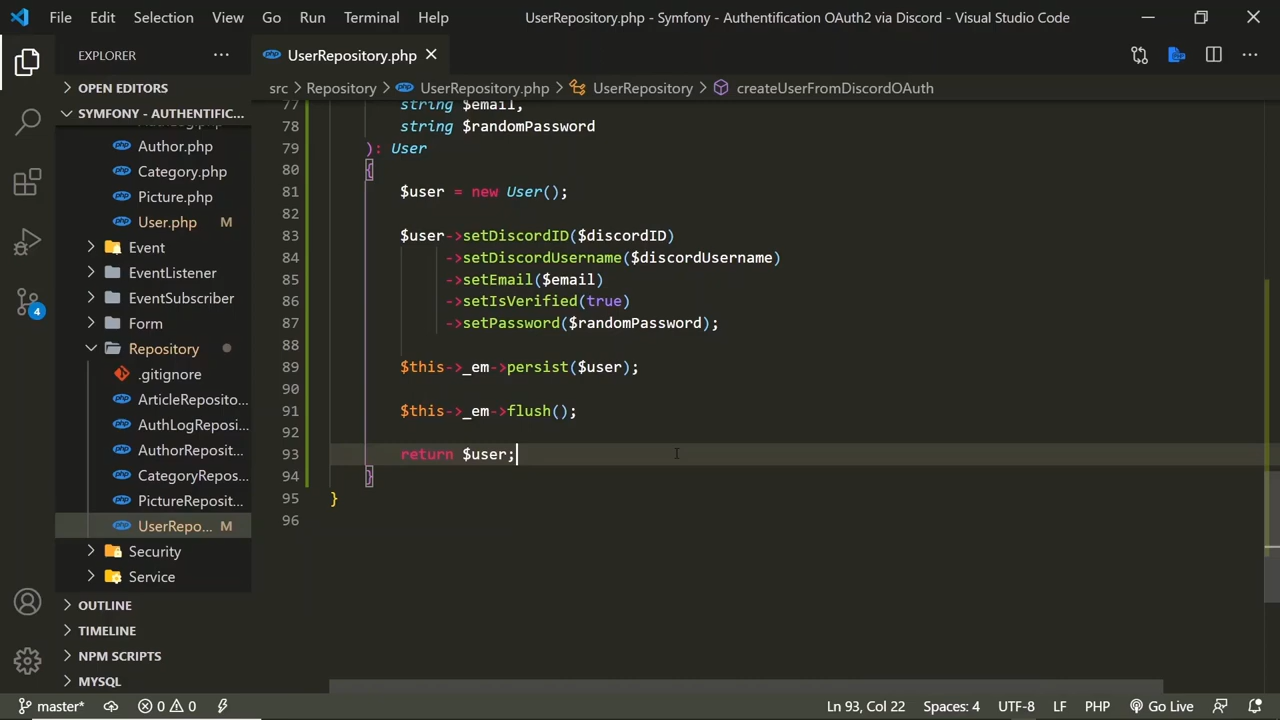 File Edit Selection View Go Run Terminal Help UserRepository.php - Symfony - Authentification OAuth2 via Discord - Visual Studio Code
EXPLORER
UserRepository.php
OPEN EDITORS
src Repository UserRepository.php UserRepository createUserFromDiscordOAuth
SYMFONY - AUTHENTIFIC...
Author.php
Category.php
Picture.php
User.php M
Event
EventListener
EventSubscriber
Form
Repository
.gitignore
ArticleReposito...
AuthLogReposi...
AuthorReposit...
CategoryRepos...
PictureReposit...
UserRepo... M
Security
Service
OUTLINE
TIMELINE
NPM SCRIPTS
MYSQL
4
77 string $email,
78 string $randomPassword
79 ): User
80 {
81 $user = new User();
82
83 $user->setDiscordID($discordID)
84 ->setDiscordUsername($discordUsername)
85 ->setEmail($email)
86 ->setIsVerified(true)
87 ->setPassword($randomPassword);
88
89 $this->_em->persist($user);
90
91 $this->_em->flush();
92
93 return $user;
94 }
95 }
96
master* 0 0 Ln 93, Col 22 Spaces: 4 UTF-8 LF PHP Go Live